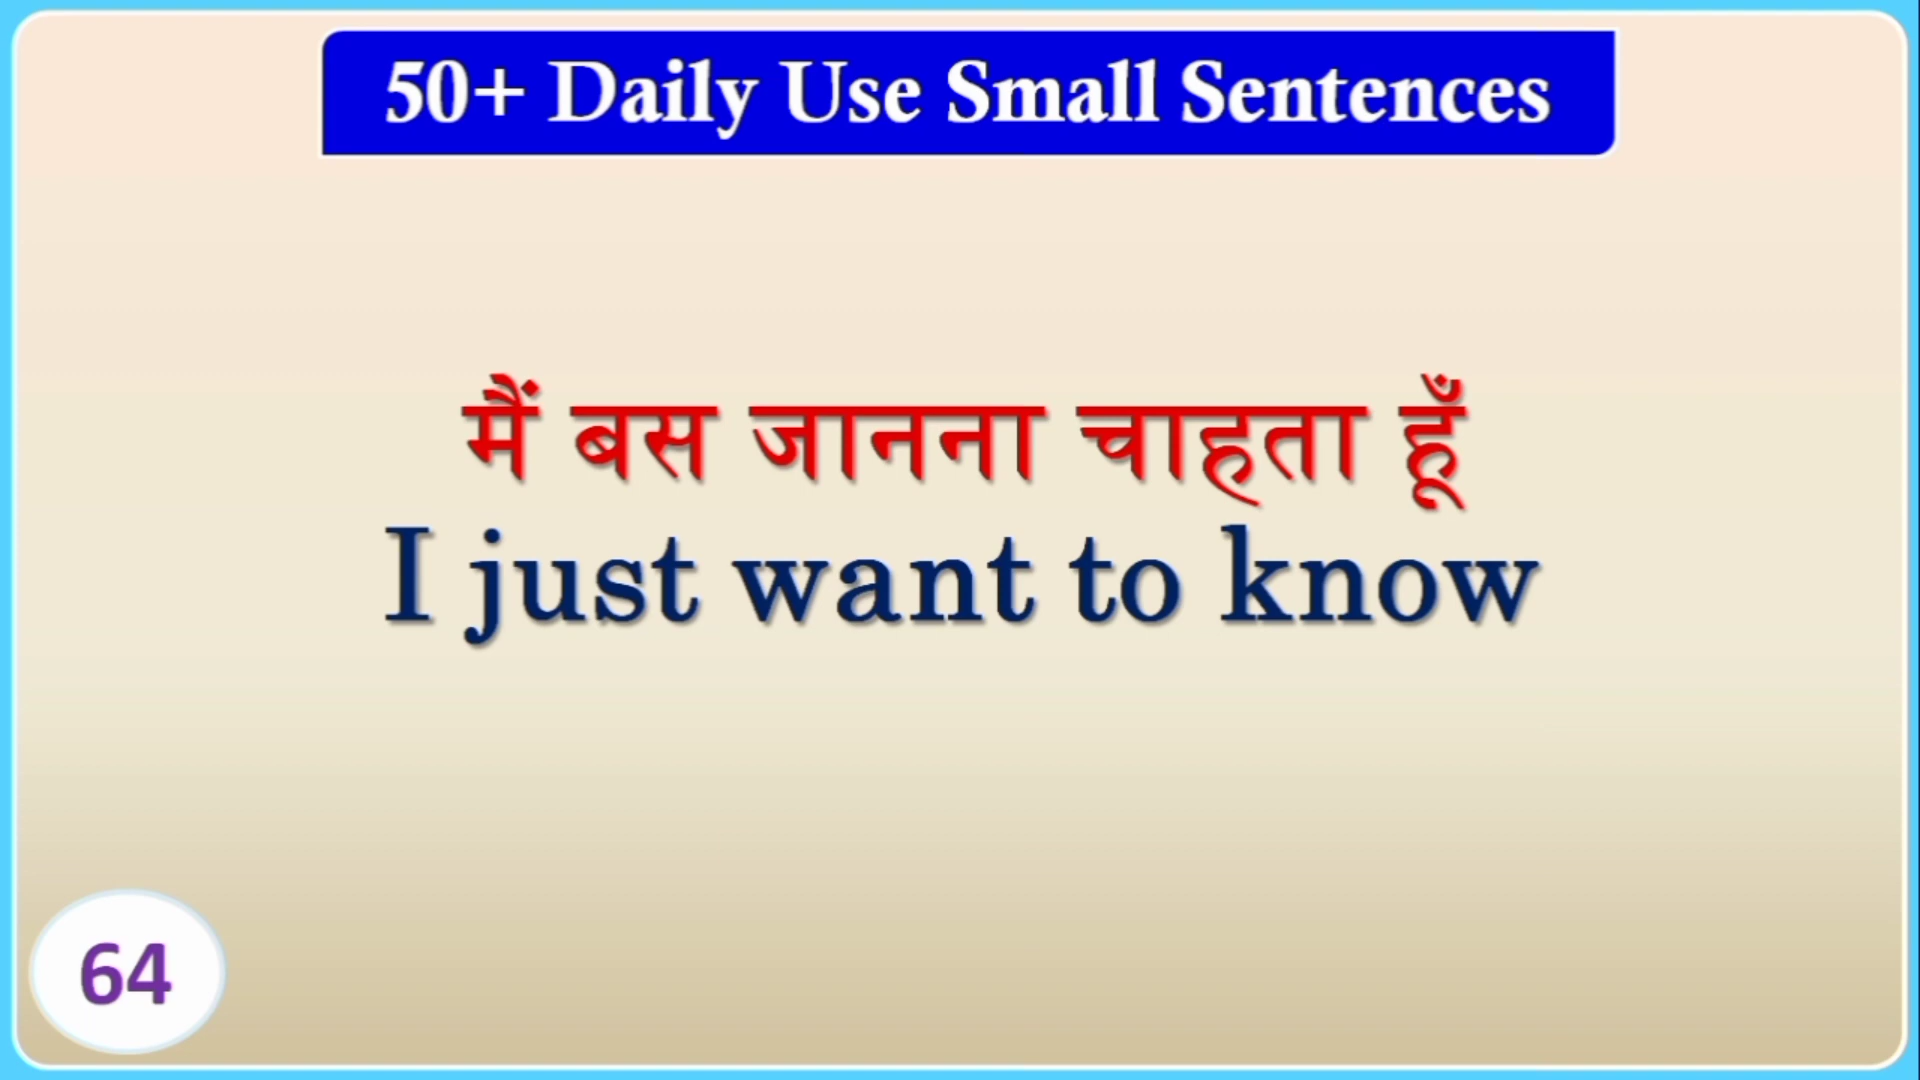 50+ Daily Use Small Sentences
मैं बस जानना चाहता हूँ
I just want to know
64